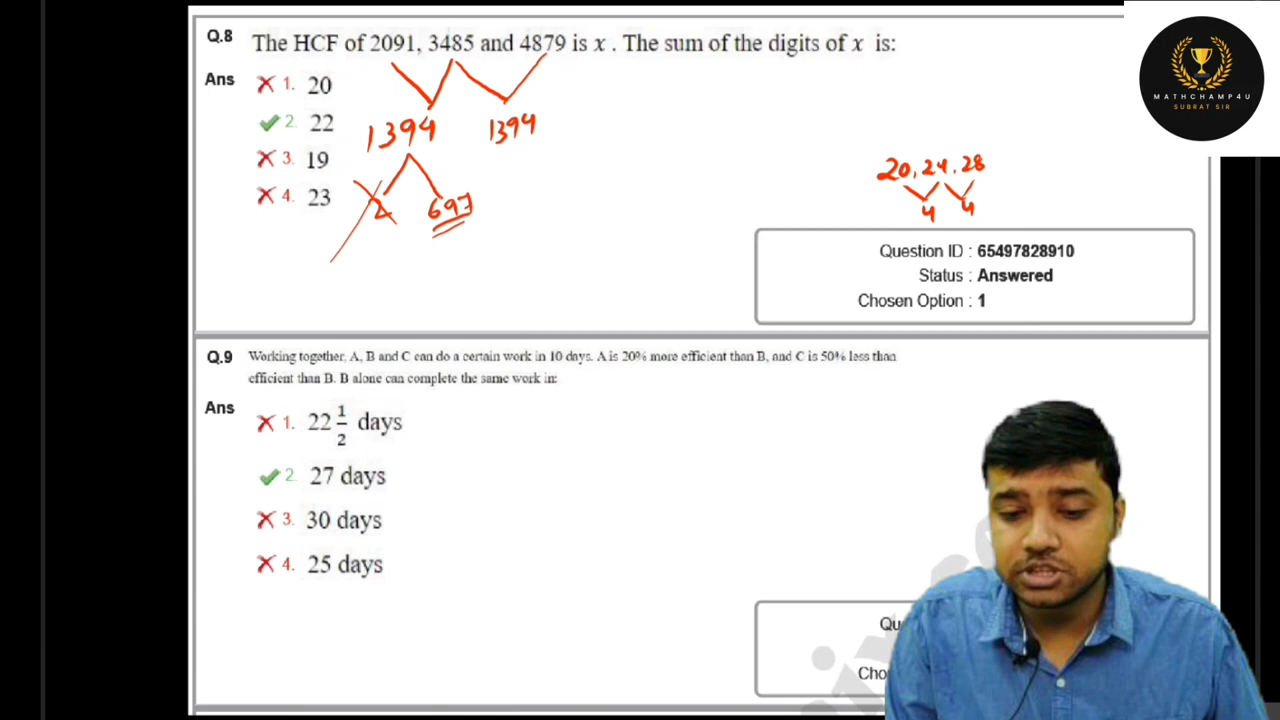 Q.8 The HCF of 2091, 3485 and 4879 is x . The sum of the digits of x is:
Ans 1. 20
2. 22
3. 19
4. 23
1394 1394
2 697
20, 24, 28
4 4
Question ID : 65497828910
Status : Answered
Chosen Option : 1
Q.9 Working together, A, B and C can do a certain work in 10 days. A is 20% more efficient than B, and C is 50% less than
efficient than B. B alone can complete the same work in:
Ans 1. 22 1/2 days
2. 27 days
3. 30 days
4. 25 days
MATHCHAMP4U
SUBRAT SIR